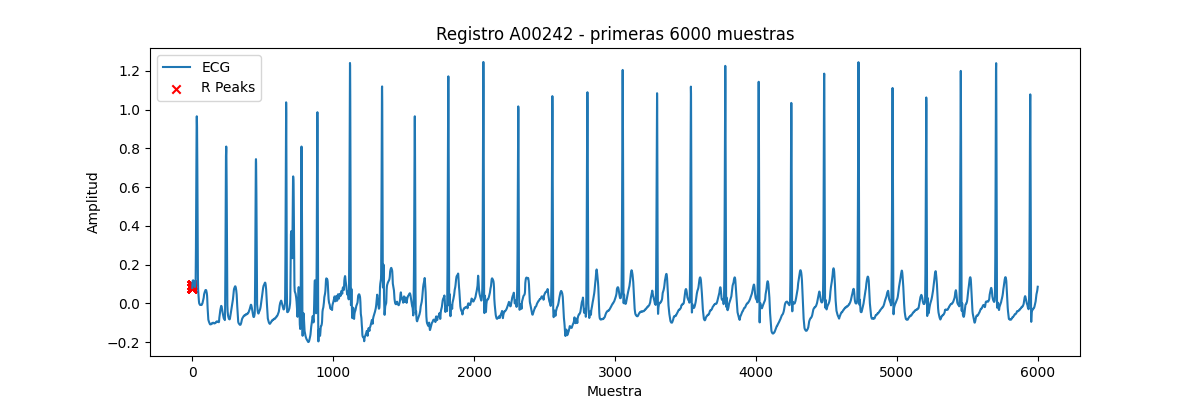 Registro A00242 - primeras 6000 muestras
ECG
R Peaks
Amplitud
1.2
1.0
0.8
0.6
0.4
0.2
0.0
−0.2
0 1000 2000 3000 4000 5000 6000
Muestra